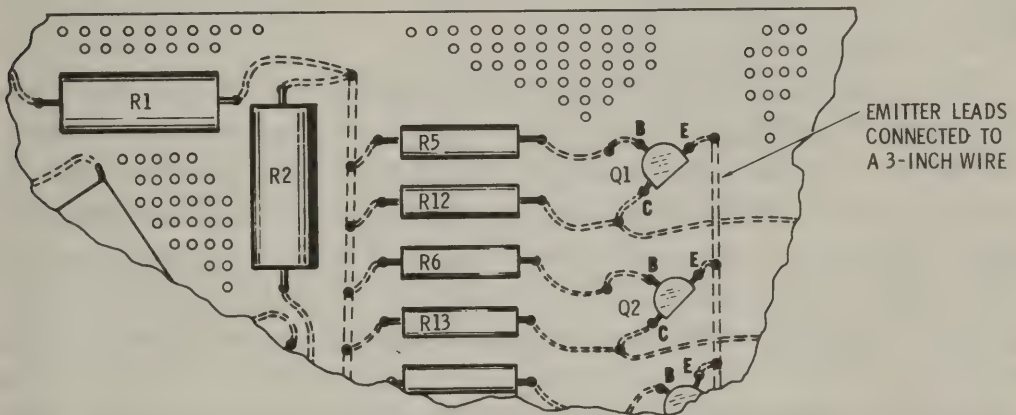 R1
R2
R5
R12
R6
R13
B
E
Q1
C
B
E
Q2
C
B
E
EMITTER LEADS
CONNECTED TO
A 3-INCH WIRE